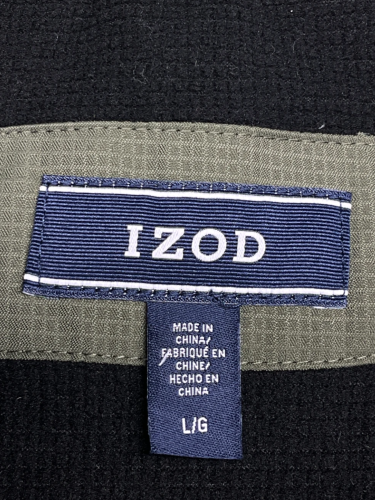 IZOD
MADE IN
CHINA/
FABRIQUÉ EN
CHINE/
HECHO EN
CHINA
L/G